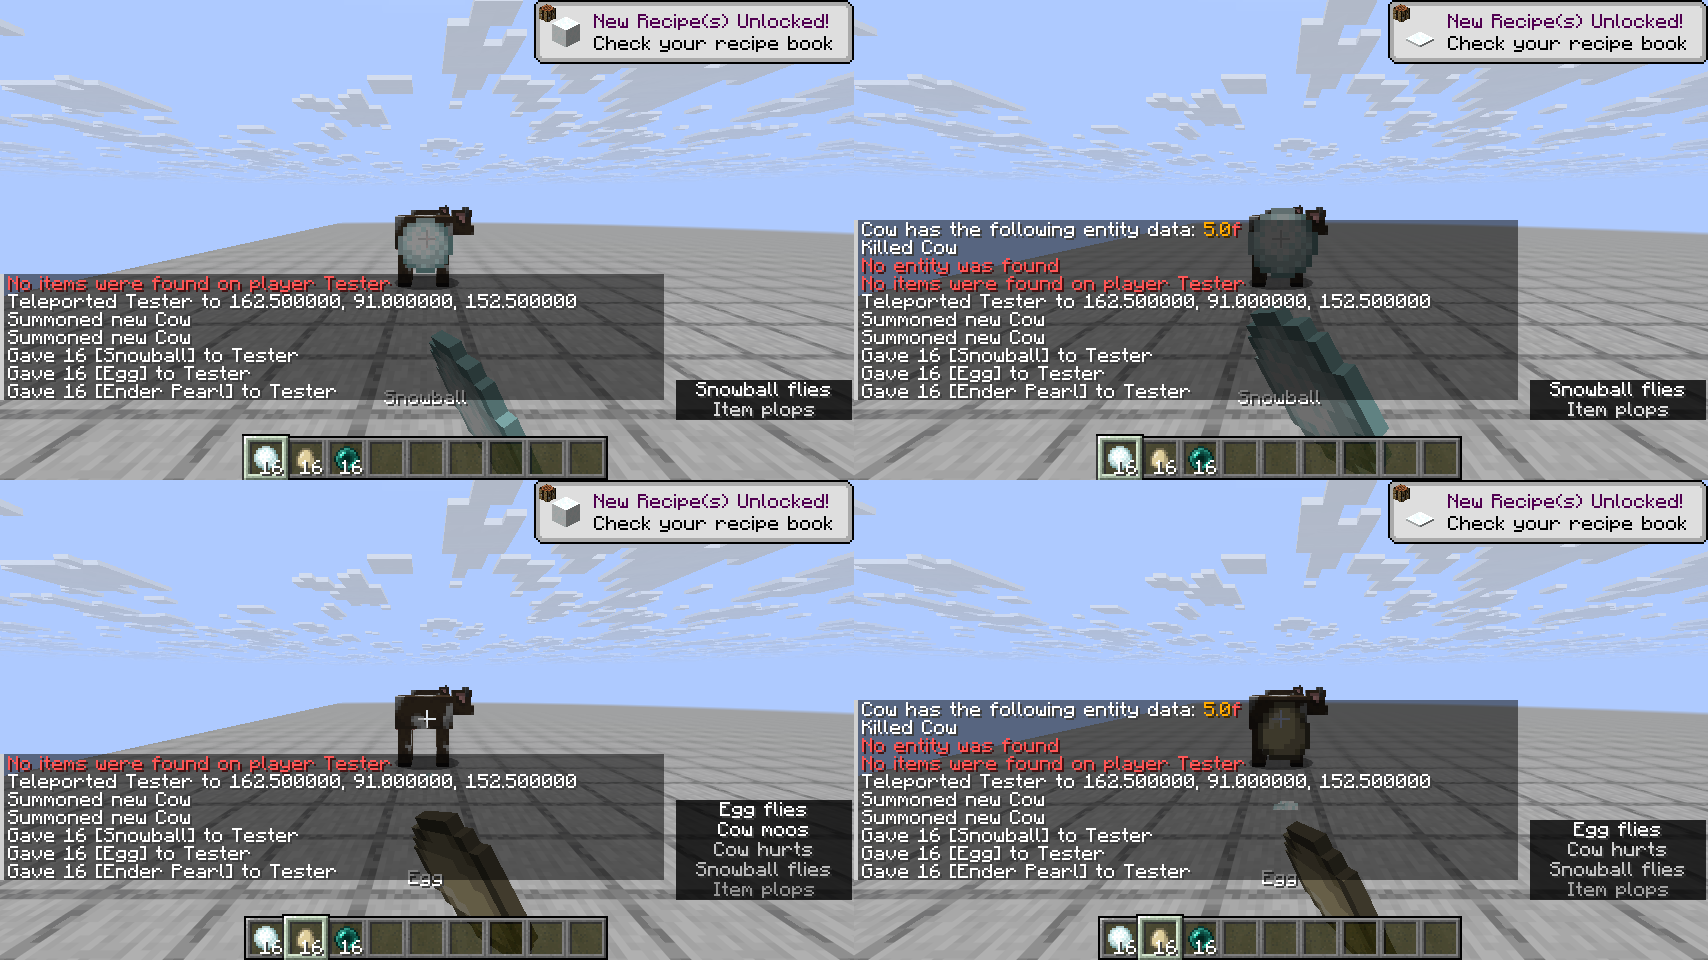 New Recipe(s) Unlocked!
Check your recipe book
No items were found on player Tester
Teleported Tester to 162.500000, 91.000000, 152.500000
Summoned new Cow
Summoned new Cow
Gave 16 [Snowball] to Tester
Gave 16 [Egg] to Tester
Gave 16 [Ender Pearl] to Tester
Snowball
Snowball flies
Item plops
16
16
16
New Recipe(s) Unlocked!
Check your recipe book
Cow has the following entity data: 5.0f
Killed Cow
No entity was found
No items were found on player Tester
Teleported Tester to 162.500000, 91.000000, 152.500000
Summoned new Cow
Summoned new Cow
Gave 16 [Snowball] to Tester
Gave 16 [Egg] to Tester
Gave 16 [Ender Pearl] to Tester
Snowball
Snowball flies
Item plops
16
16
16
New Recipe(s) Unlocked!
Check your recipe book
No items were found on player Tester
Teleported Tester to 162.500000, 91.000000, 152.500000
Summoned new Cow
Summoned new Cow
Gave 16 [Snowball] to Tester
Gave 16 [Egg] to Tester
Gave 16 [Ender Pearl] to Tester
Egg
Egg flies
Cow moos
Cow hurts
Snowball flies
Item plops
16
16
16
New Recipe(s) Unlocked!
Check your recipe book
Cow has the following entity data: 5.0f
Killed Cow
No entity was found
No items were found on player Tester
Teleported Tester to 162.500000, 91.000000, 152.500000
Summoned new Cow
Summoned new Cow
Gave 16 [Snowball] to Tester
Gave 16 [Egg] to Tester
Gave 16 [Ender Pearl] to Tester
Egg
Egg flies
Cow hurts
Snowball flies
Item plops
16
16
16